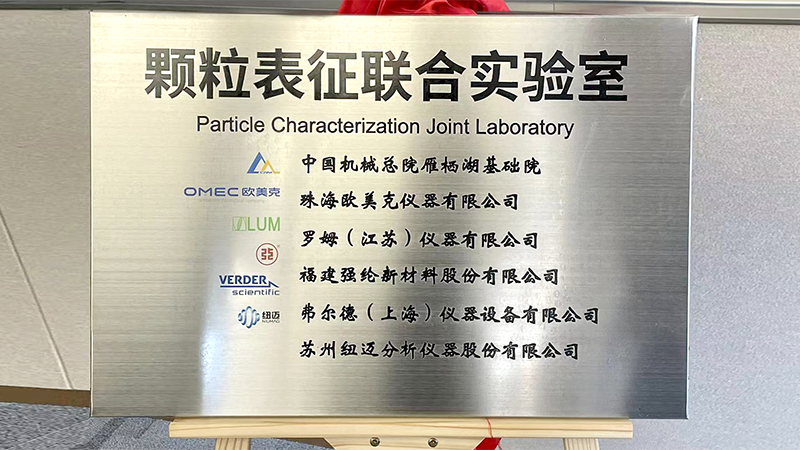 颗粒表征联合实验室
Particle Characterization Joint Laboratory
中国机械总院雁栖湖基础院
OMEC 欧美克
珠海欧美克仪器有限公司
LUM
罗姆（江苏）仪器有限公司
福建强纶新材料股份有限公司
VERDER
scientific
弗尔德（上海）仪器设备有限公司
纽迈
NIUMAG
苏州纽迈分析仪器股份有限公司